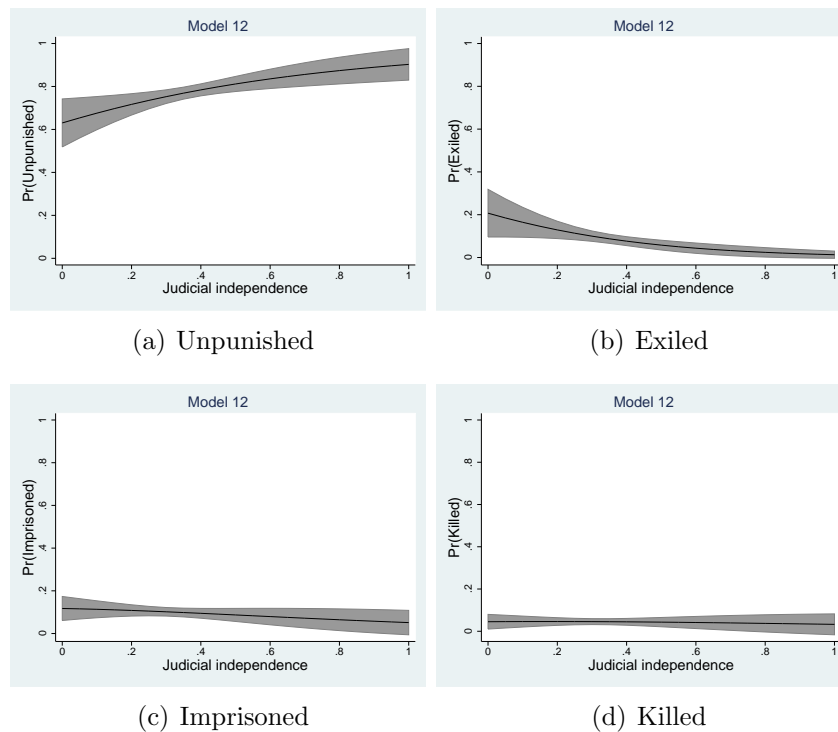 Model 12
Pr(Unpunished)
1
.8
.6
.4
.2
0
0 .2 .4 .6 .8 1
Judicial independence
(a) Unpunished
Model 12
Pr(Exiled)
1
.8
.6
.4
.2
0
0 .2 .4 .6 .8 1
Judicial independence
(b) Exiled
Model 12
Pr(Imprisoned)
1
.8
.6
.4
.2
0
0 .2 .4 .6 .8 1
Judicial independence
(c) Imprisoned
Model 12
Pr(Killed)
1
.8
.6
.4
.2
0
0 .2 .4 .6 .8 1
Judicial independence
(d) Killed